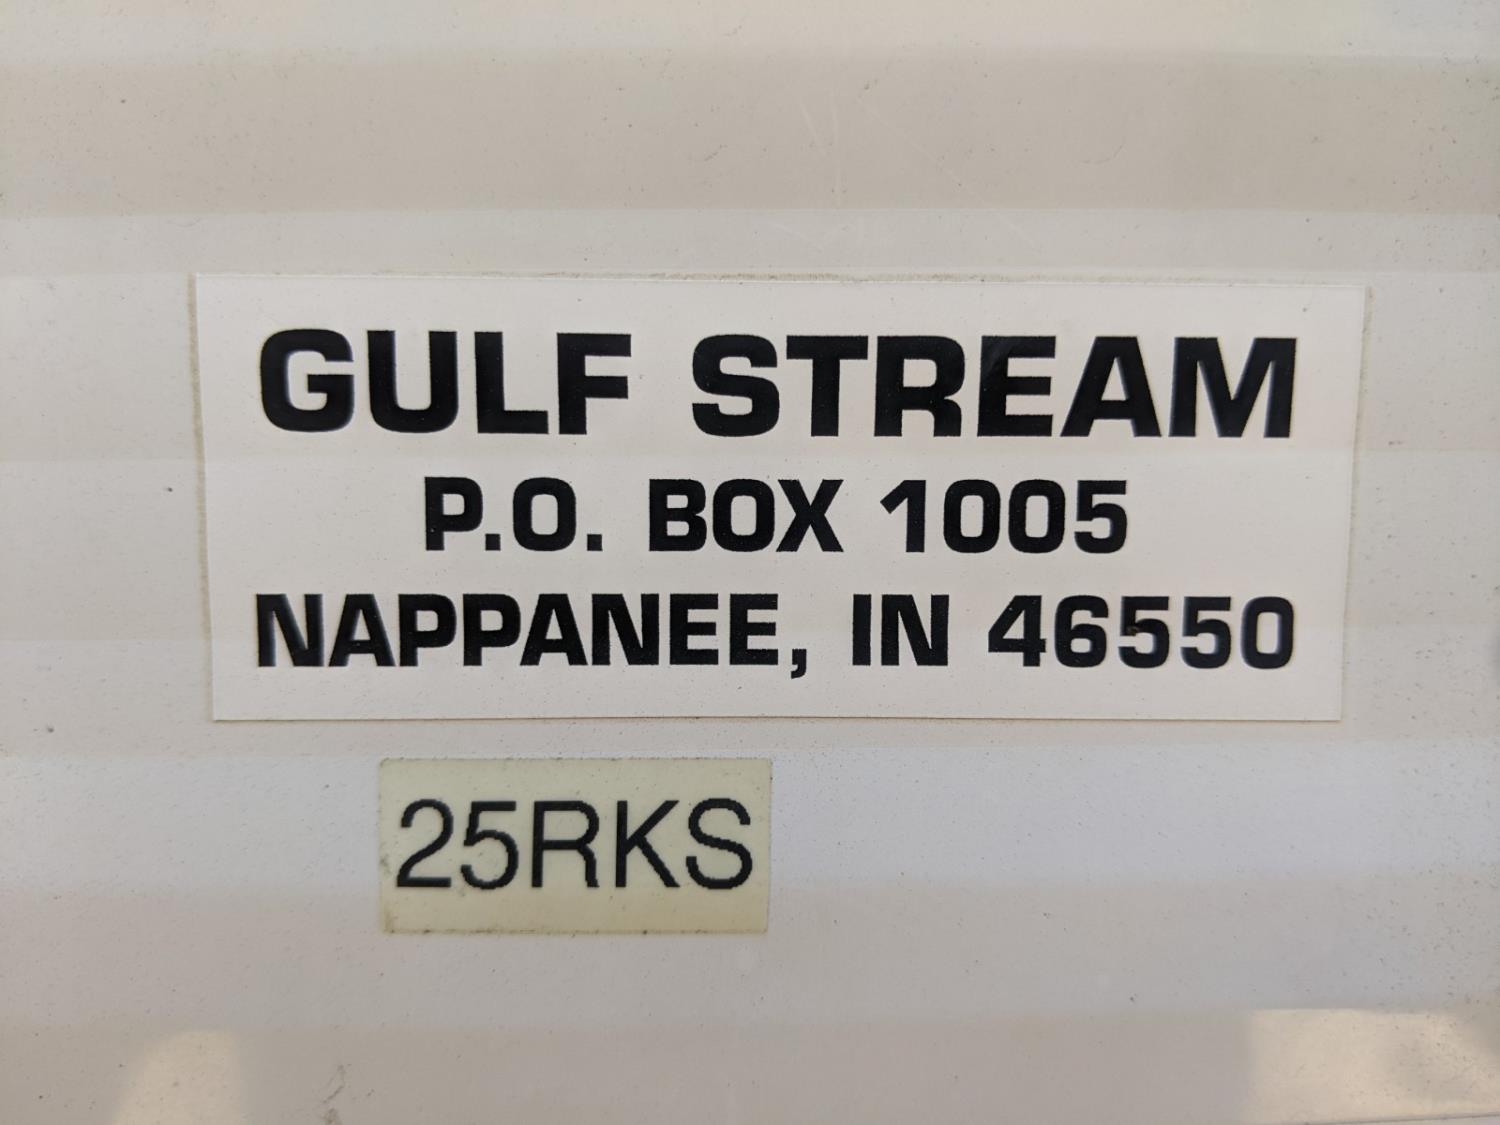 GULF STREAM
P.O. BOX 1005
NAPPANEE, IN 46550
25RKS